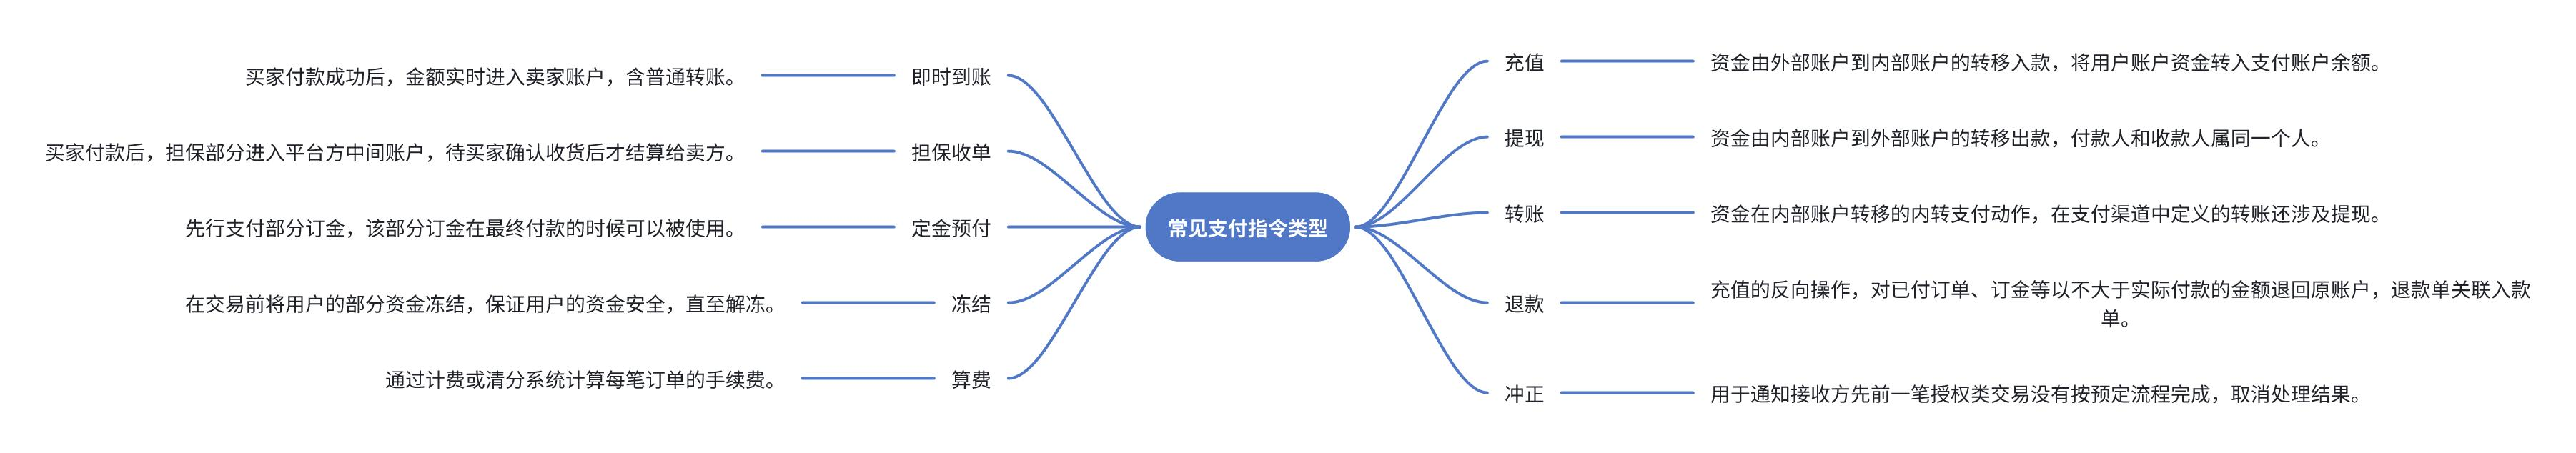 常见支付指令类型
即时到账
买家付款成功后，金额实时进入卖家账户，含普通转账。
担保收单
买家付款后，担保部分进入平台方中间账户，待买家确认收货后才结算给卖方。
定金预付
先行支付部分订金，该部分订金在最终付款的时候可以被使用。
冻结
在交易前将用户的部分资金冻结，保证用户的资金安全，直至解冻。
算费
通过计费或清分系统计算每笔订单的手续费。
充值
资金由外部账户到内部账户的转移入款，将用户账户资金转入支付账户余额。
提现
资金由内部账户到外部账户的转移出款，付款人和收款人属同一个人。
转账
资金在内部账户转移的内转支付动作，在支付渠道中定义的转账还涉及提现。
退款
充值的反向操作，对已付订单、订金等以不大于实际付款的金额退回原账户，退款单关联入款
单。
冲正
用于通知接收方先前一笔授权类交易没有按预定流程完成，取消处理结果。